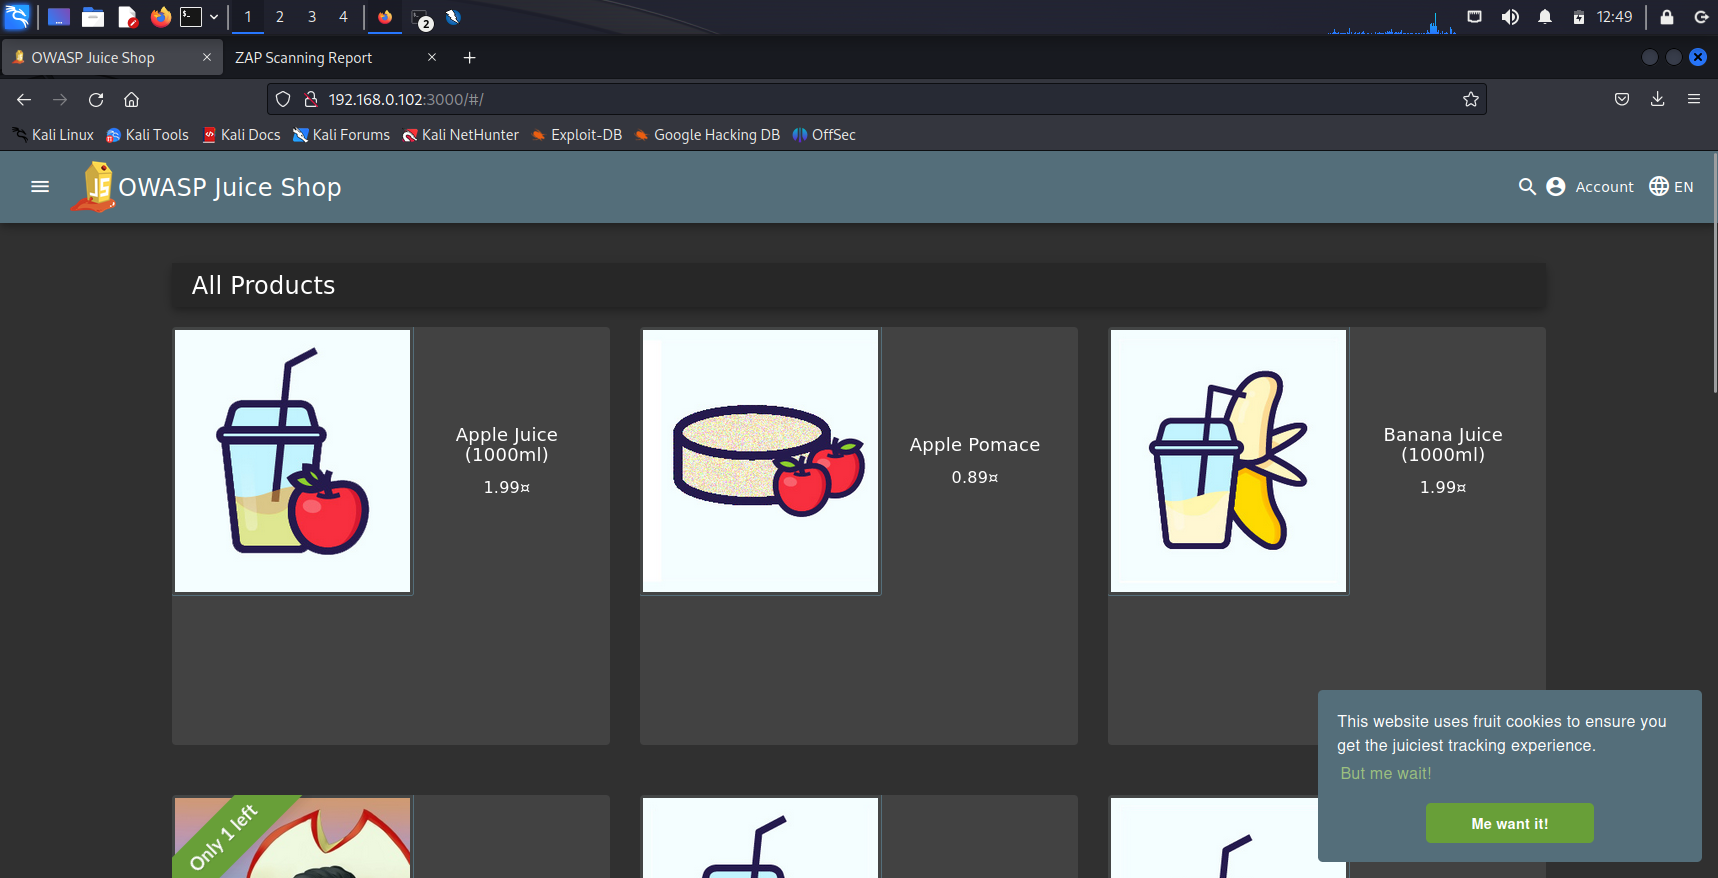 1 2 3 4
2
12:49
OWASP Juice Shop
ZAP Scanning Report
192.168.0.102:3000/#/
Kali Linux Kali Tools Kali Docs Kali Forums Kali NetHunter Exploit-DB Google Hacking DB OffSec
JS
OWASP Juice Shop
Account
EN
All Products
Apple Juice
(1000ml)
1.99¤
Apple Pomace
0.89¤
Banana Juice
(1000ml)
1.99¤
Only 1 left
This website uses fruit cookies to ensure you
get the juiciest tracking experience.
But me wait!
Me want it!